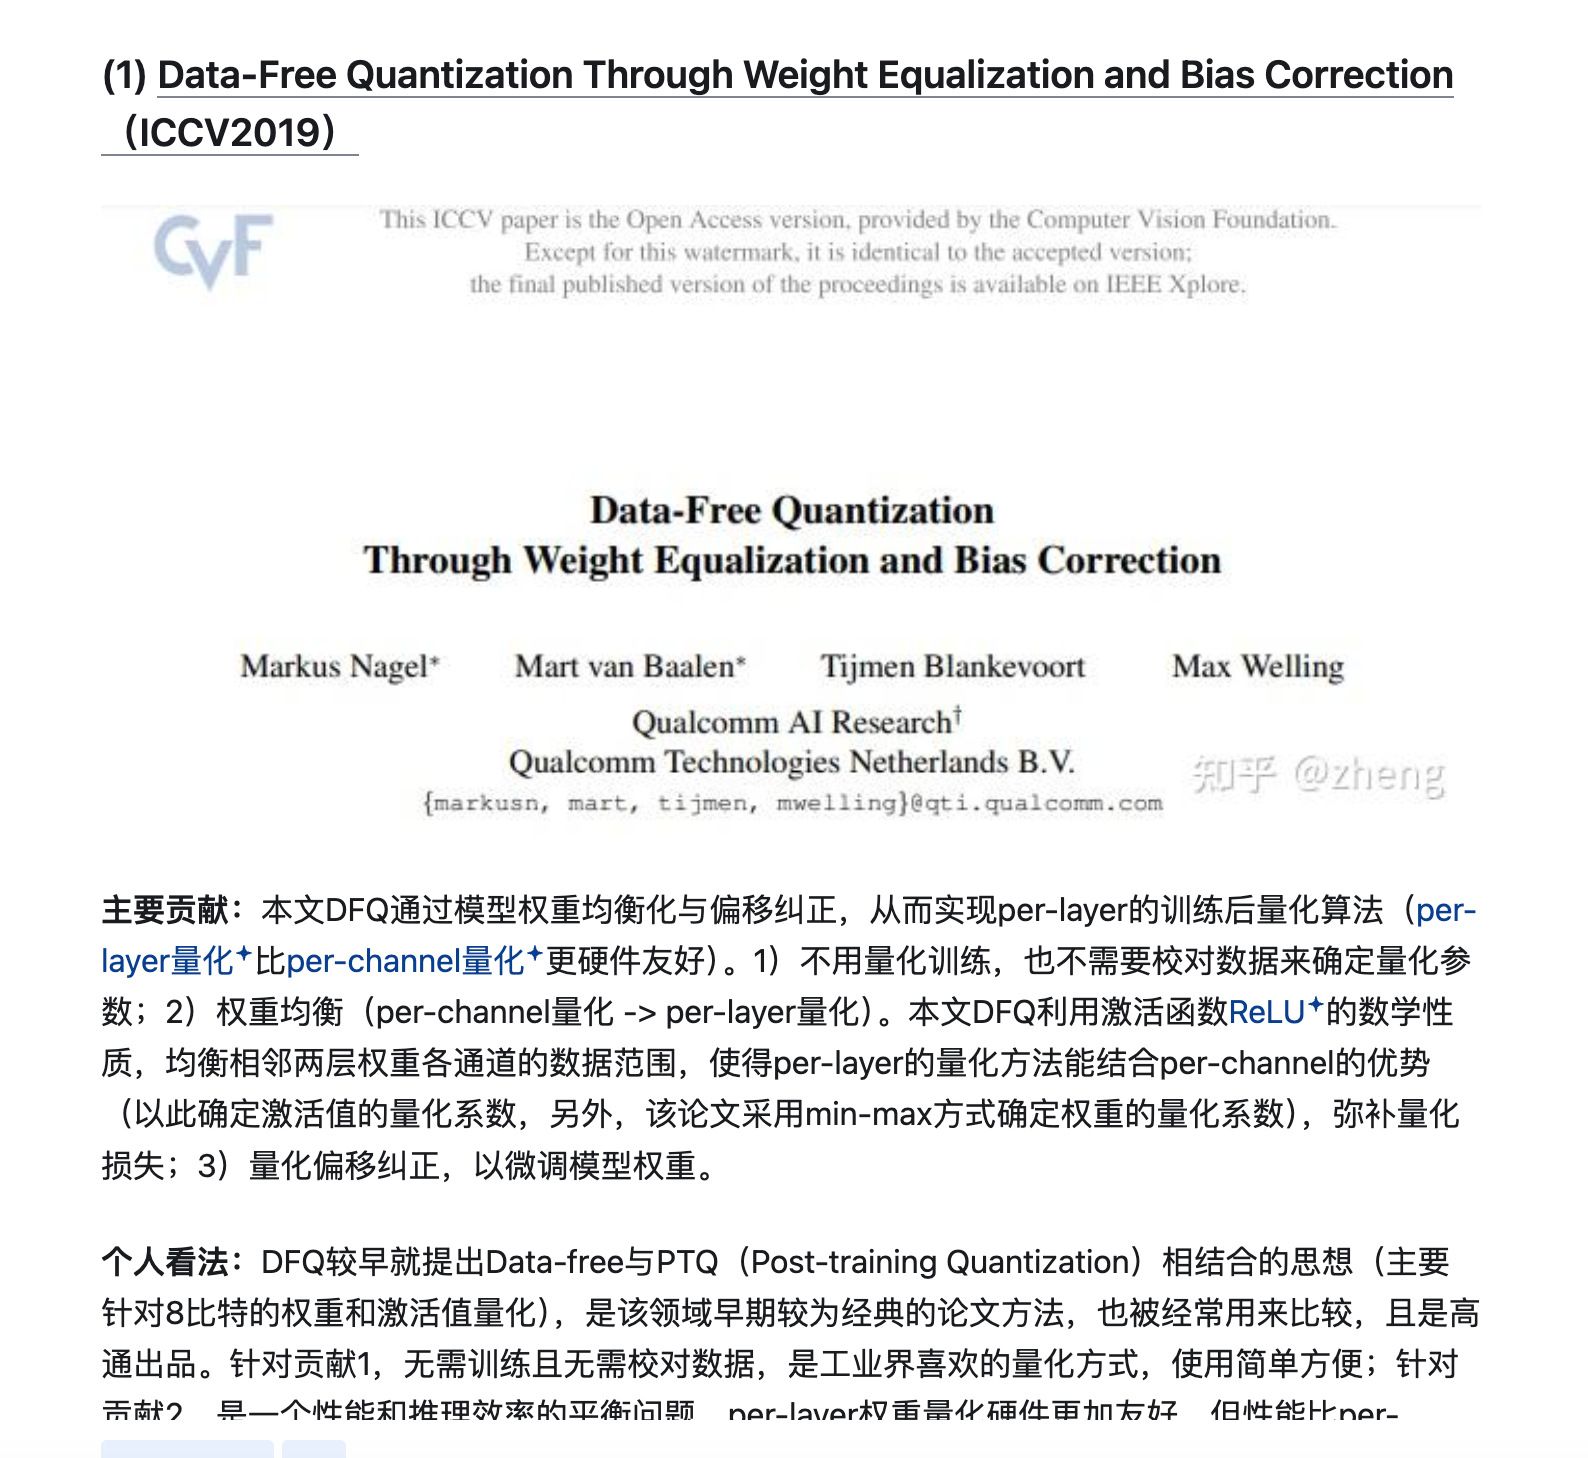 (1) Data-Free Quantization Through Weight Equalization and Bias Correction
（ICCV2019）
CVF
This ICCV paper is the Open Access version, provided by the Computer Vision Foundation.
Except for this watermark, it is identical to the accepted version;
the final published version of the proceedings is available on IEEE Xplore.
Data-Free Quantization
Through Weight Equalization and Bias Correction
Markus Nagel* Mart van Baalen* Tijmen Blankevoort Max Welling
Qualcomm AI Research†
Qualcomm Technologies Netherlands B.V.
知乎 @zheng
{markusn, mart, tijmen, mwelling}@qti.qualcomm.com
主要贡献：本文DFQ通过模型权重均衡化与偏移纠正，从而实现per-layer的训练后量化算法（per-
layer量化比per-channel量化更硬件友好）。1）不用量化训练，也不需要校对数据来确定量化参
数；2）权重均衡（per-channel量化 -> per-layer量化）。本文DFQ利用激活函数ReLU的数学性
质，均衡相邻两层权重各通道的数据范围，使得per-layer的量化方法能结合per-channel的优势
（以此确定激活值的量化系数，另外，该论文采用min-max方式确定权重的量化系数），弥补量化
损失；3）量化偏移纠正，以微调模型权重。
个人看法：DFQ较早就提出Data-free与PTQ（Post-training Quantization）相结合的思想（主要
针对8比特的权重和激活值量化），是该领域早期较为经典的论文方法，也被经常用来比较，且是高
通出品。针对贡献1，无需训练且无需校对数据，是工业界喜欢的量化方式，使用简单方便；针对
贡献2，是一个性能和推理效率的平衡问题，per-layer权重量化硬件更加友好，但性能比per-